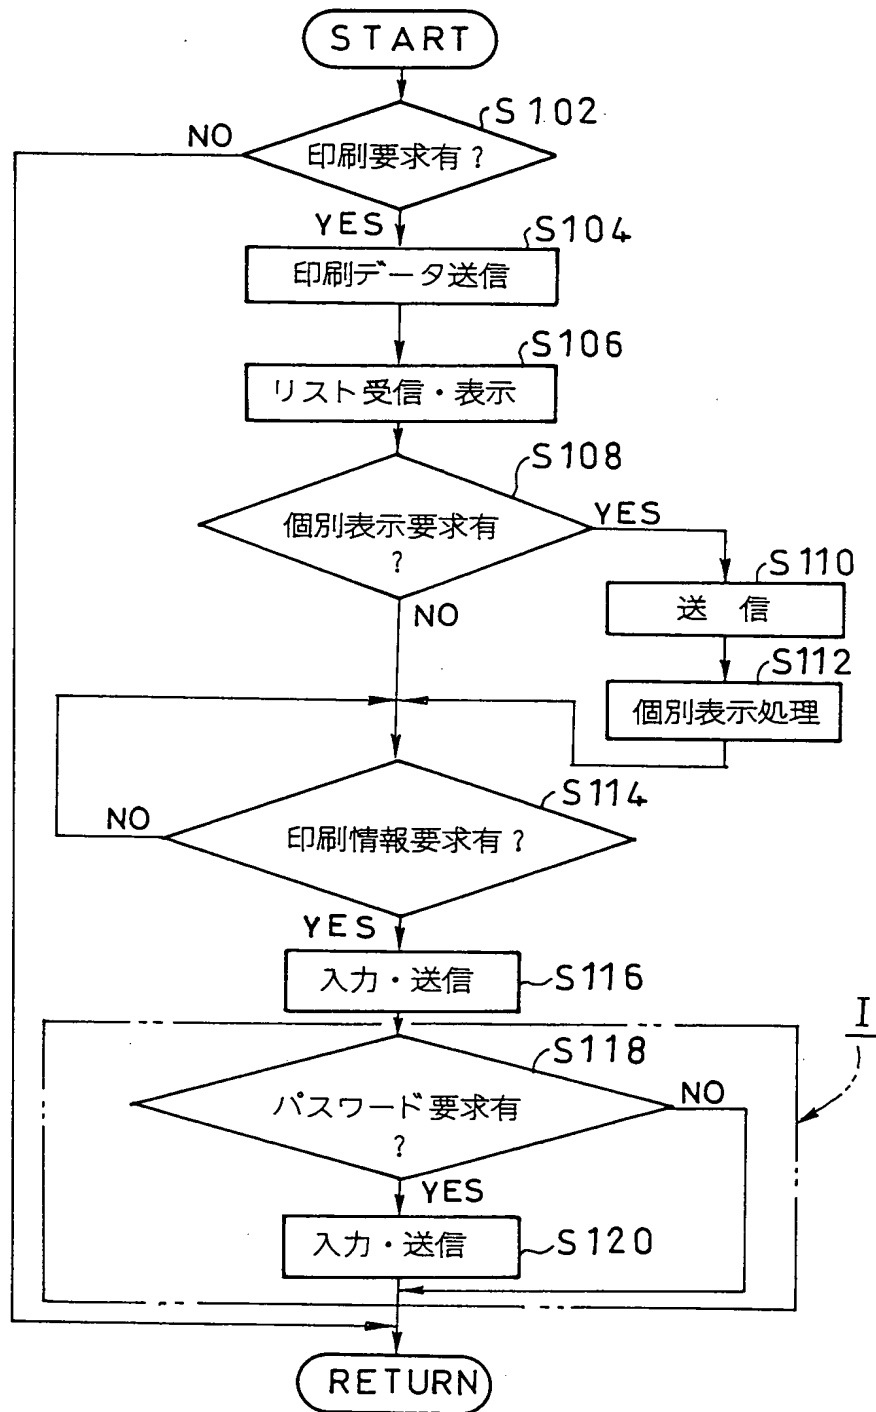 START
S102
NO
印刷要求有?
YES
S104
印刷データ送信
S106
リスト受信・表示
S108
個別表示要求有
?
YES
NO
S110
送 信
S112
個別表示処理
S114
NO
印刷情報要求有?
YES
入力・送信
S116
I
S118
NO
パスワード要求有
?
YES
入力・送信
S120
RETURN